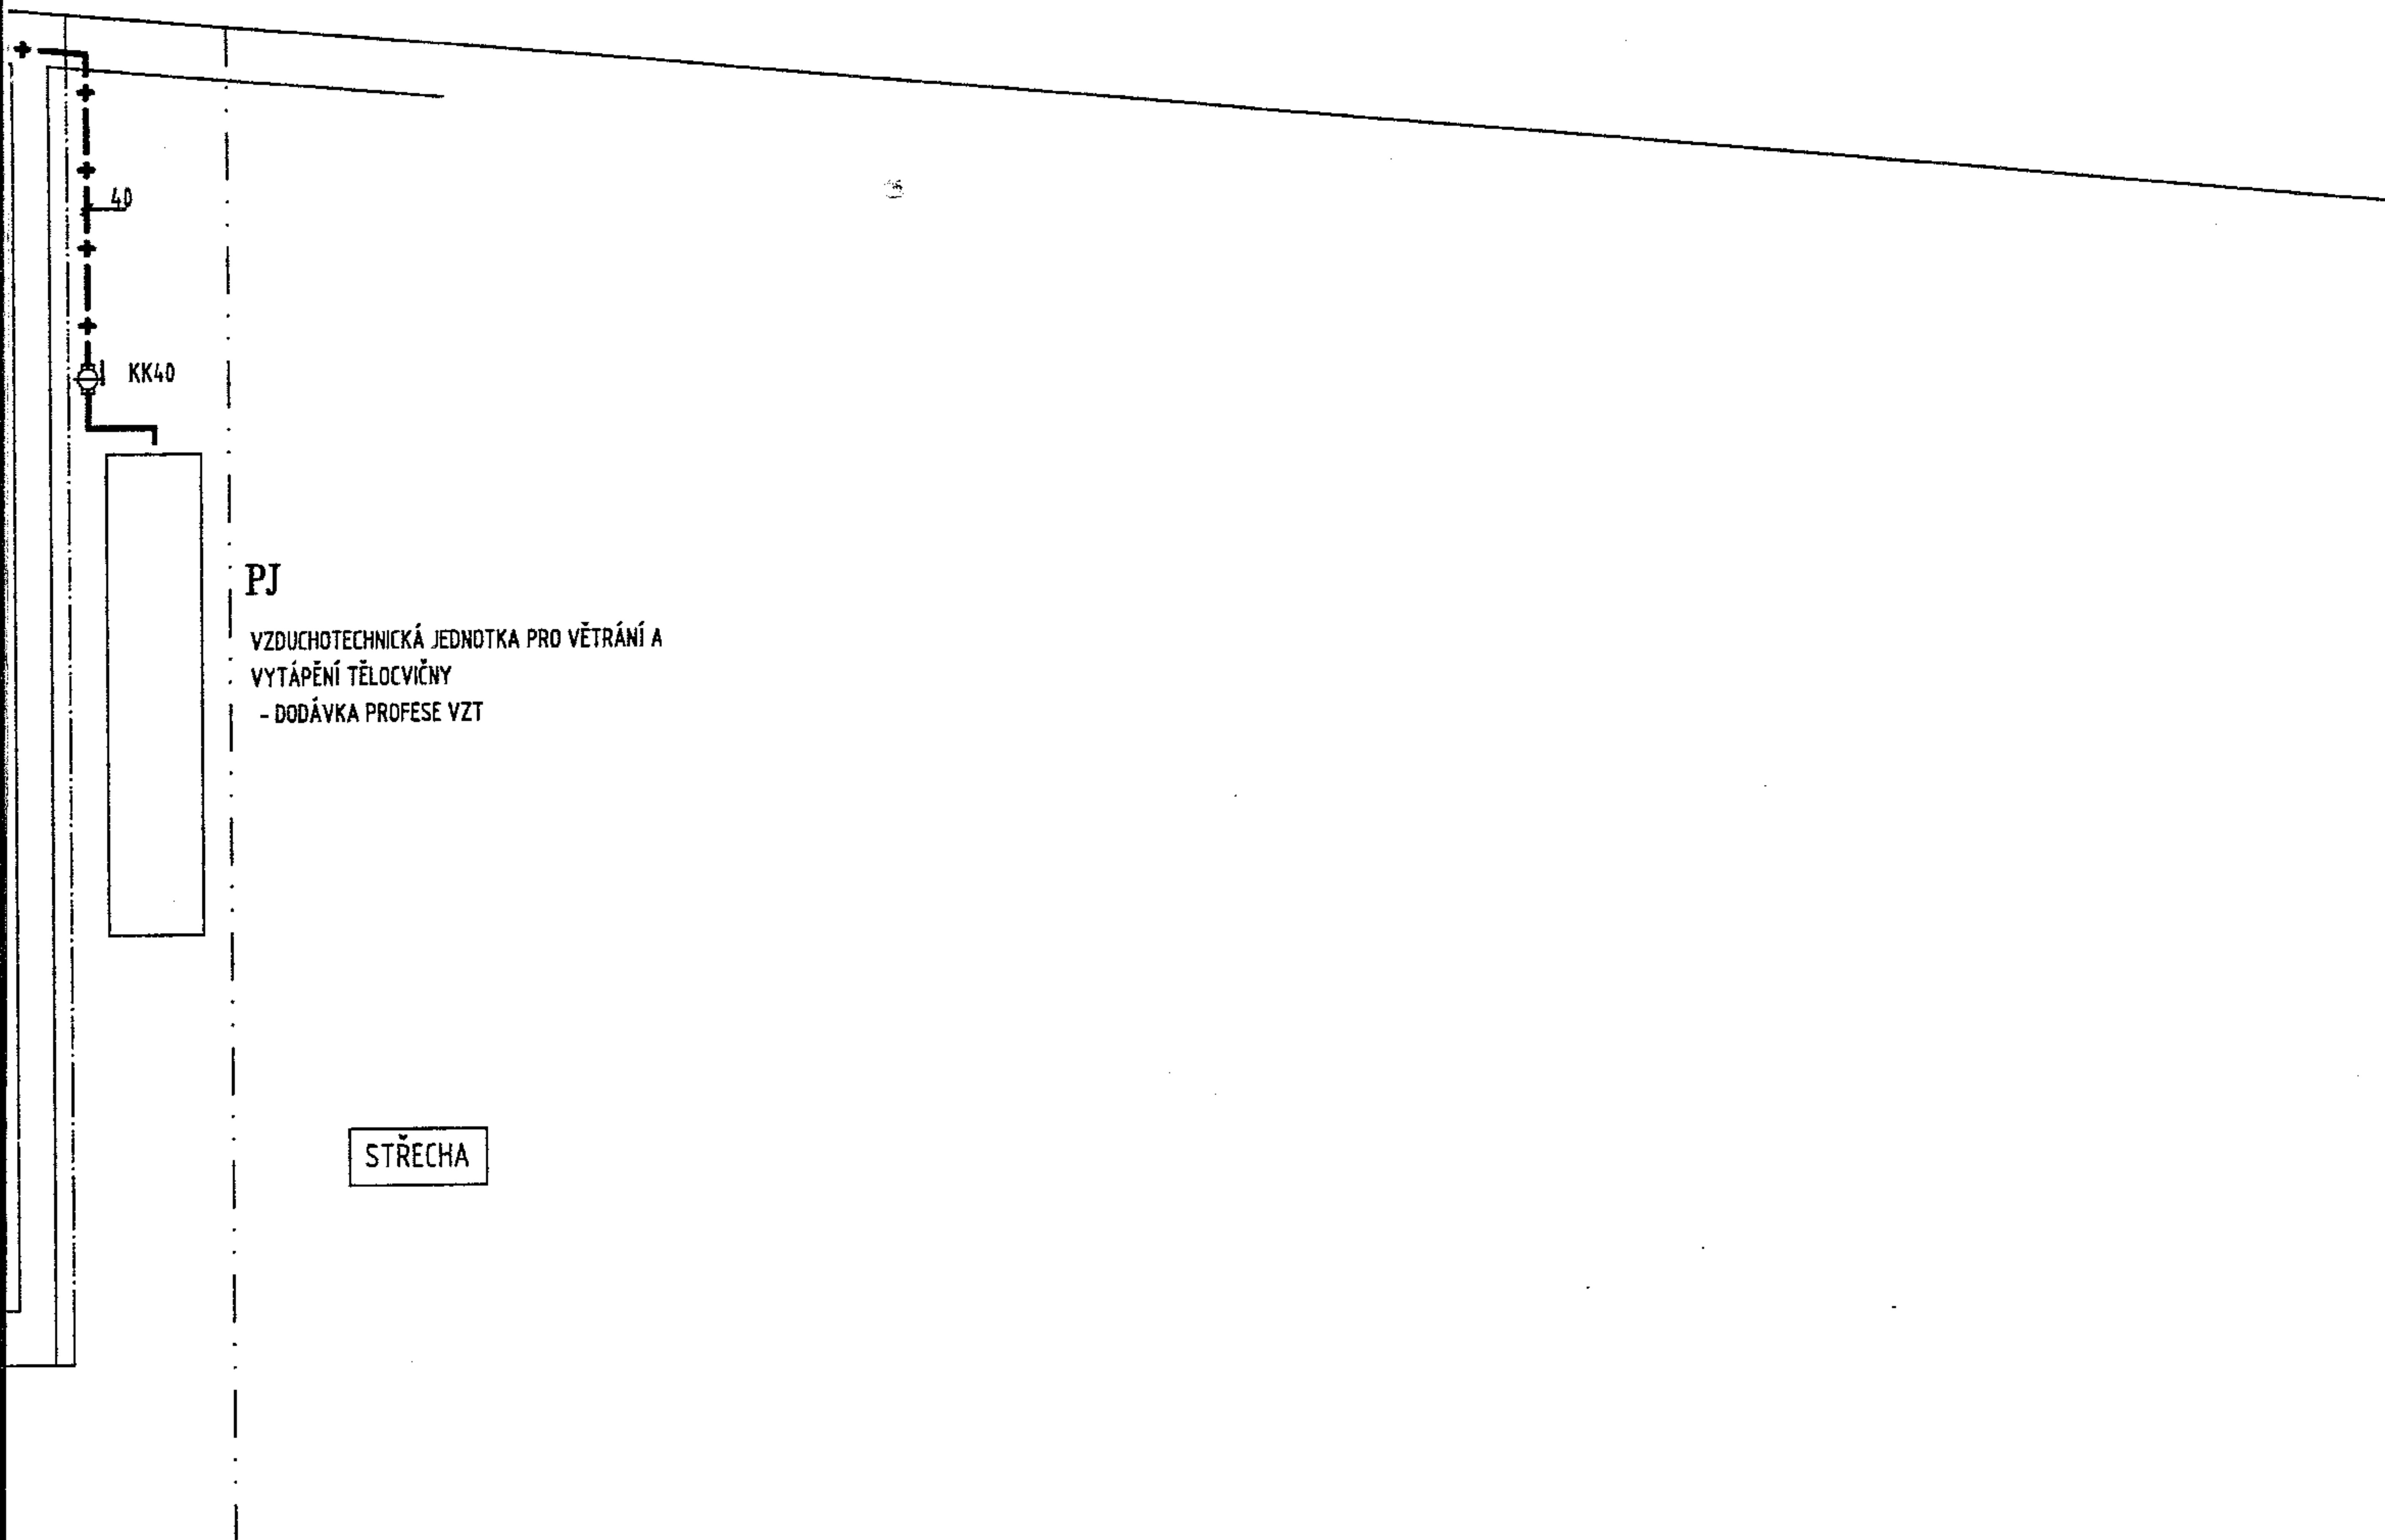 40
KK40
PJ
VZDUCHOTECHNICKÁ JEDNOTKA PRO VĚTRÁNÍ A
VYTÁPĚNÍ TĚLOCVIČNY
- DODÁVKA PROFESE VZT
STŘECHA